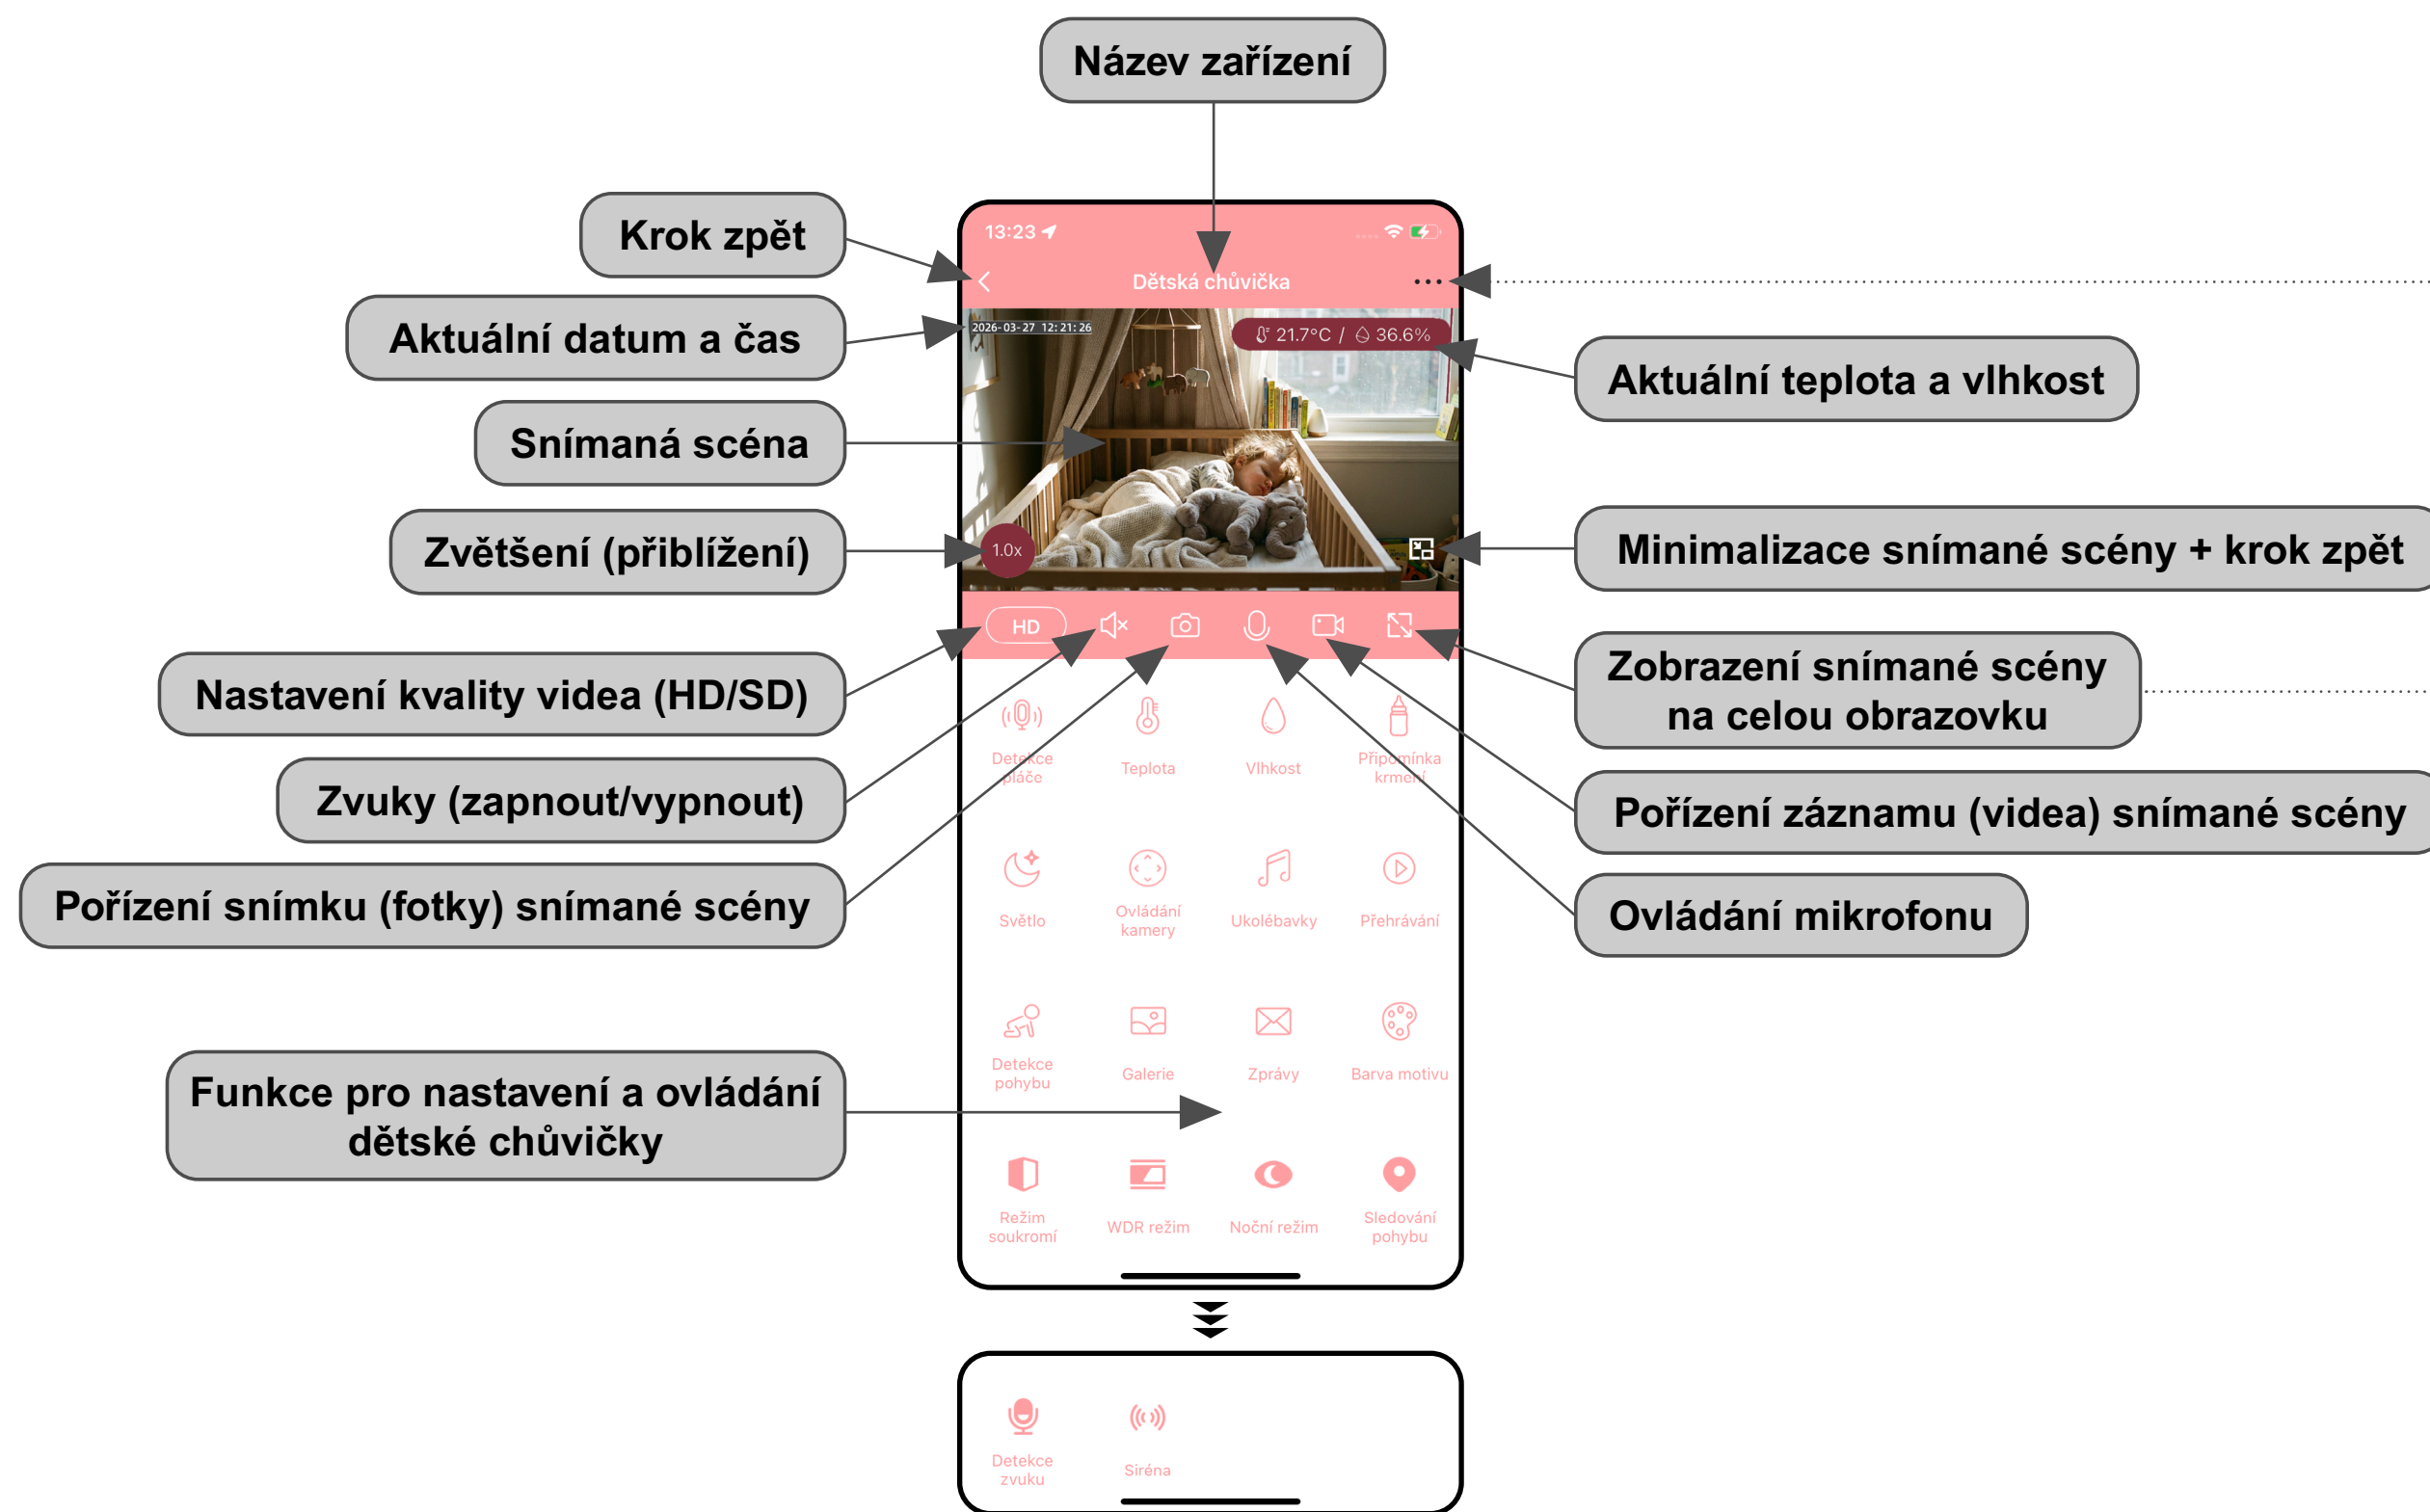 Název zařízení
Krok zpět
Aktuální datum a čas
Snímaná scéna
Zvětšení (přiblížení)
Nastavení kvality videa (HD/SD)
Zvuky (zapnout/vypnout)
Pořízení snímku (fotky) snímané scény
Funkce pro nastavení a ovládání
dětské chůvičky
13:23
Dětská chůvička
2026-03-27 12:21:26
21.7°C / 36.6%
1.0x
HD
Detekce
pláče
Teplota
Vlhkost
Připomínka
krmení
Světlo
Ovládání
kamery
Ukolébavky
Přehrávání
Detekce
pohybu
Galerie
Zprávy
Barva motivu
Režim
soukromí
WDR režim
Noční režim
Sledování
pohybu
Detekce
zvuku
Siréna
Aktuální teplota a vlhkost
Minimalizace snímané scény + krok zpět
Zobrazení snímané scény
na celou obrazovku
Pořízení záznamu (videa) snímané scény
Ovládání mikrofonu